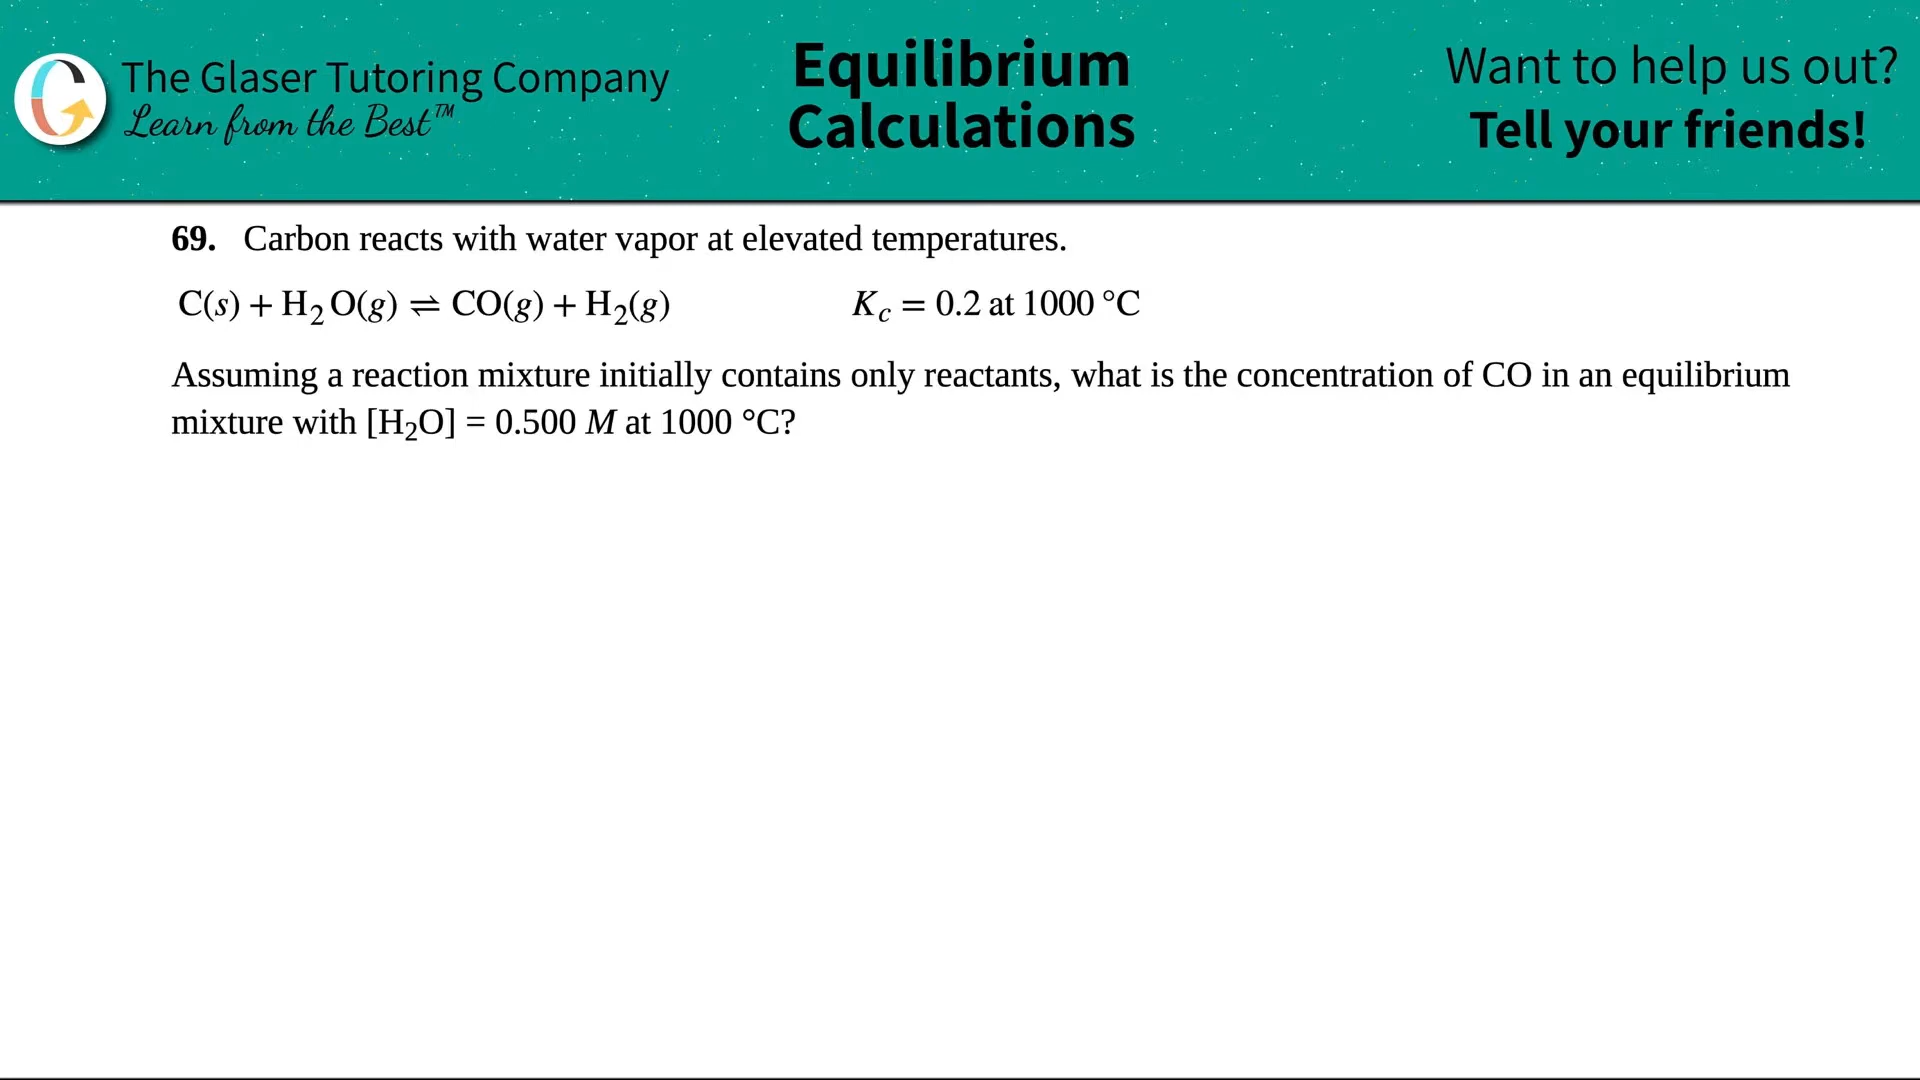 The Glaser Tutoring Company
Learn from the Best™
Equilibrium
Calculations
Want to help us out?
Tell your friends!
69. Carbon reacts with water vapor at elevated temperatures.
C(s) + H₂O(g) ⇌ CO(g) + H₂(g) K_c = 0.2 at 1000 °C
Assuming a reaction mixture initially contains only reactants, what is the concentration of CO in an equilibrium
mixture with [H₂O] = 0.500 M at 1000 °C?